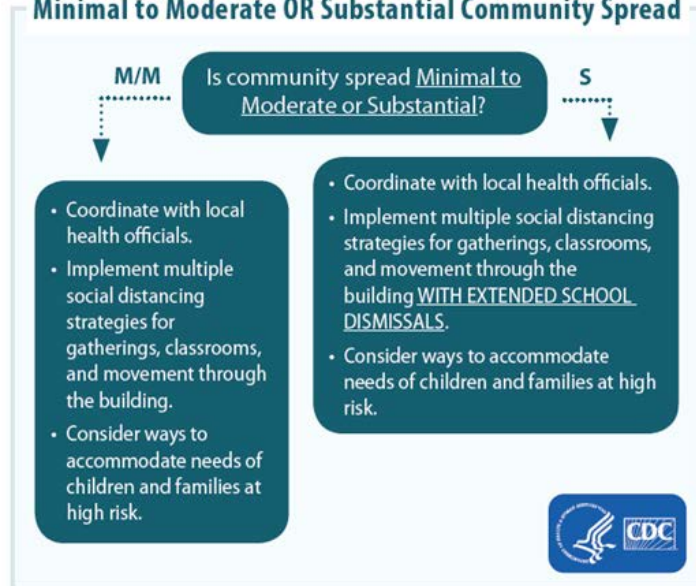 Minimal to Moderate OR Substantial Community Spread
M/M
Is community spread Minimal to
Moderate or Substantial?
S
• Coordinate with local
health officials.
• Implement multiple
social distancing
strategies for
gatherings, classrooms,
and movement through
the building.
• Consider ways to
accommodate needs of
children and families at
high risk.
• Coordinate with local health officials.
• Implement multiple social distancing
strategies for gatherings, classrooms,
and movement through the
building WITH EXTENDED SCHOOL
DISMISSALS.
• Consider ways to accommodate
needs of children and families at high
risk.
CDC